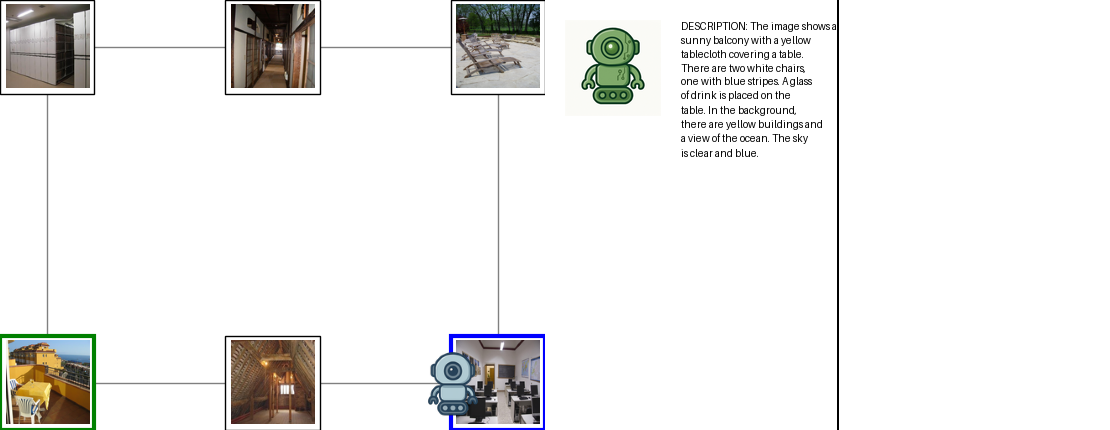 DESCRIPTION: The image shows a
sunny balcony with a yellow
tablecloth covering a table.
There are two white chairs,
one with blue stripes. A glass
of drink is placed on the
table. In the background,
there are yellow buildings and
a view of the ocean. The sky
is clear and blue.